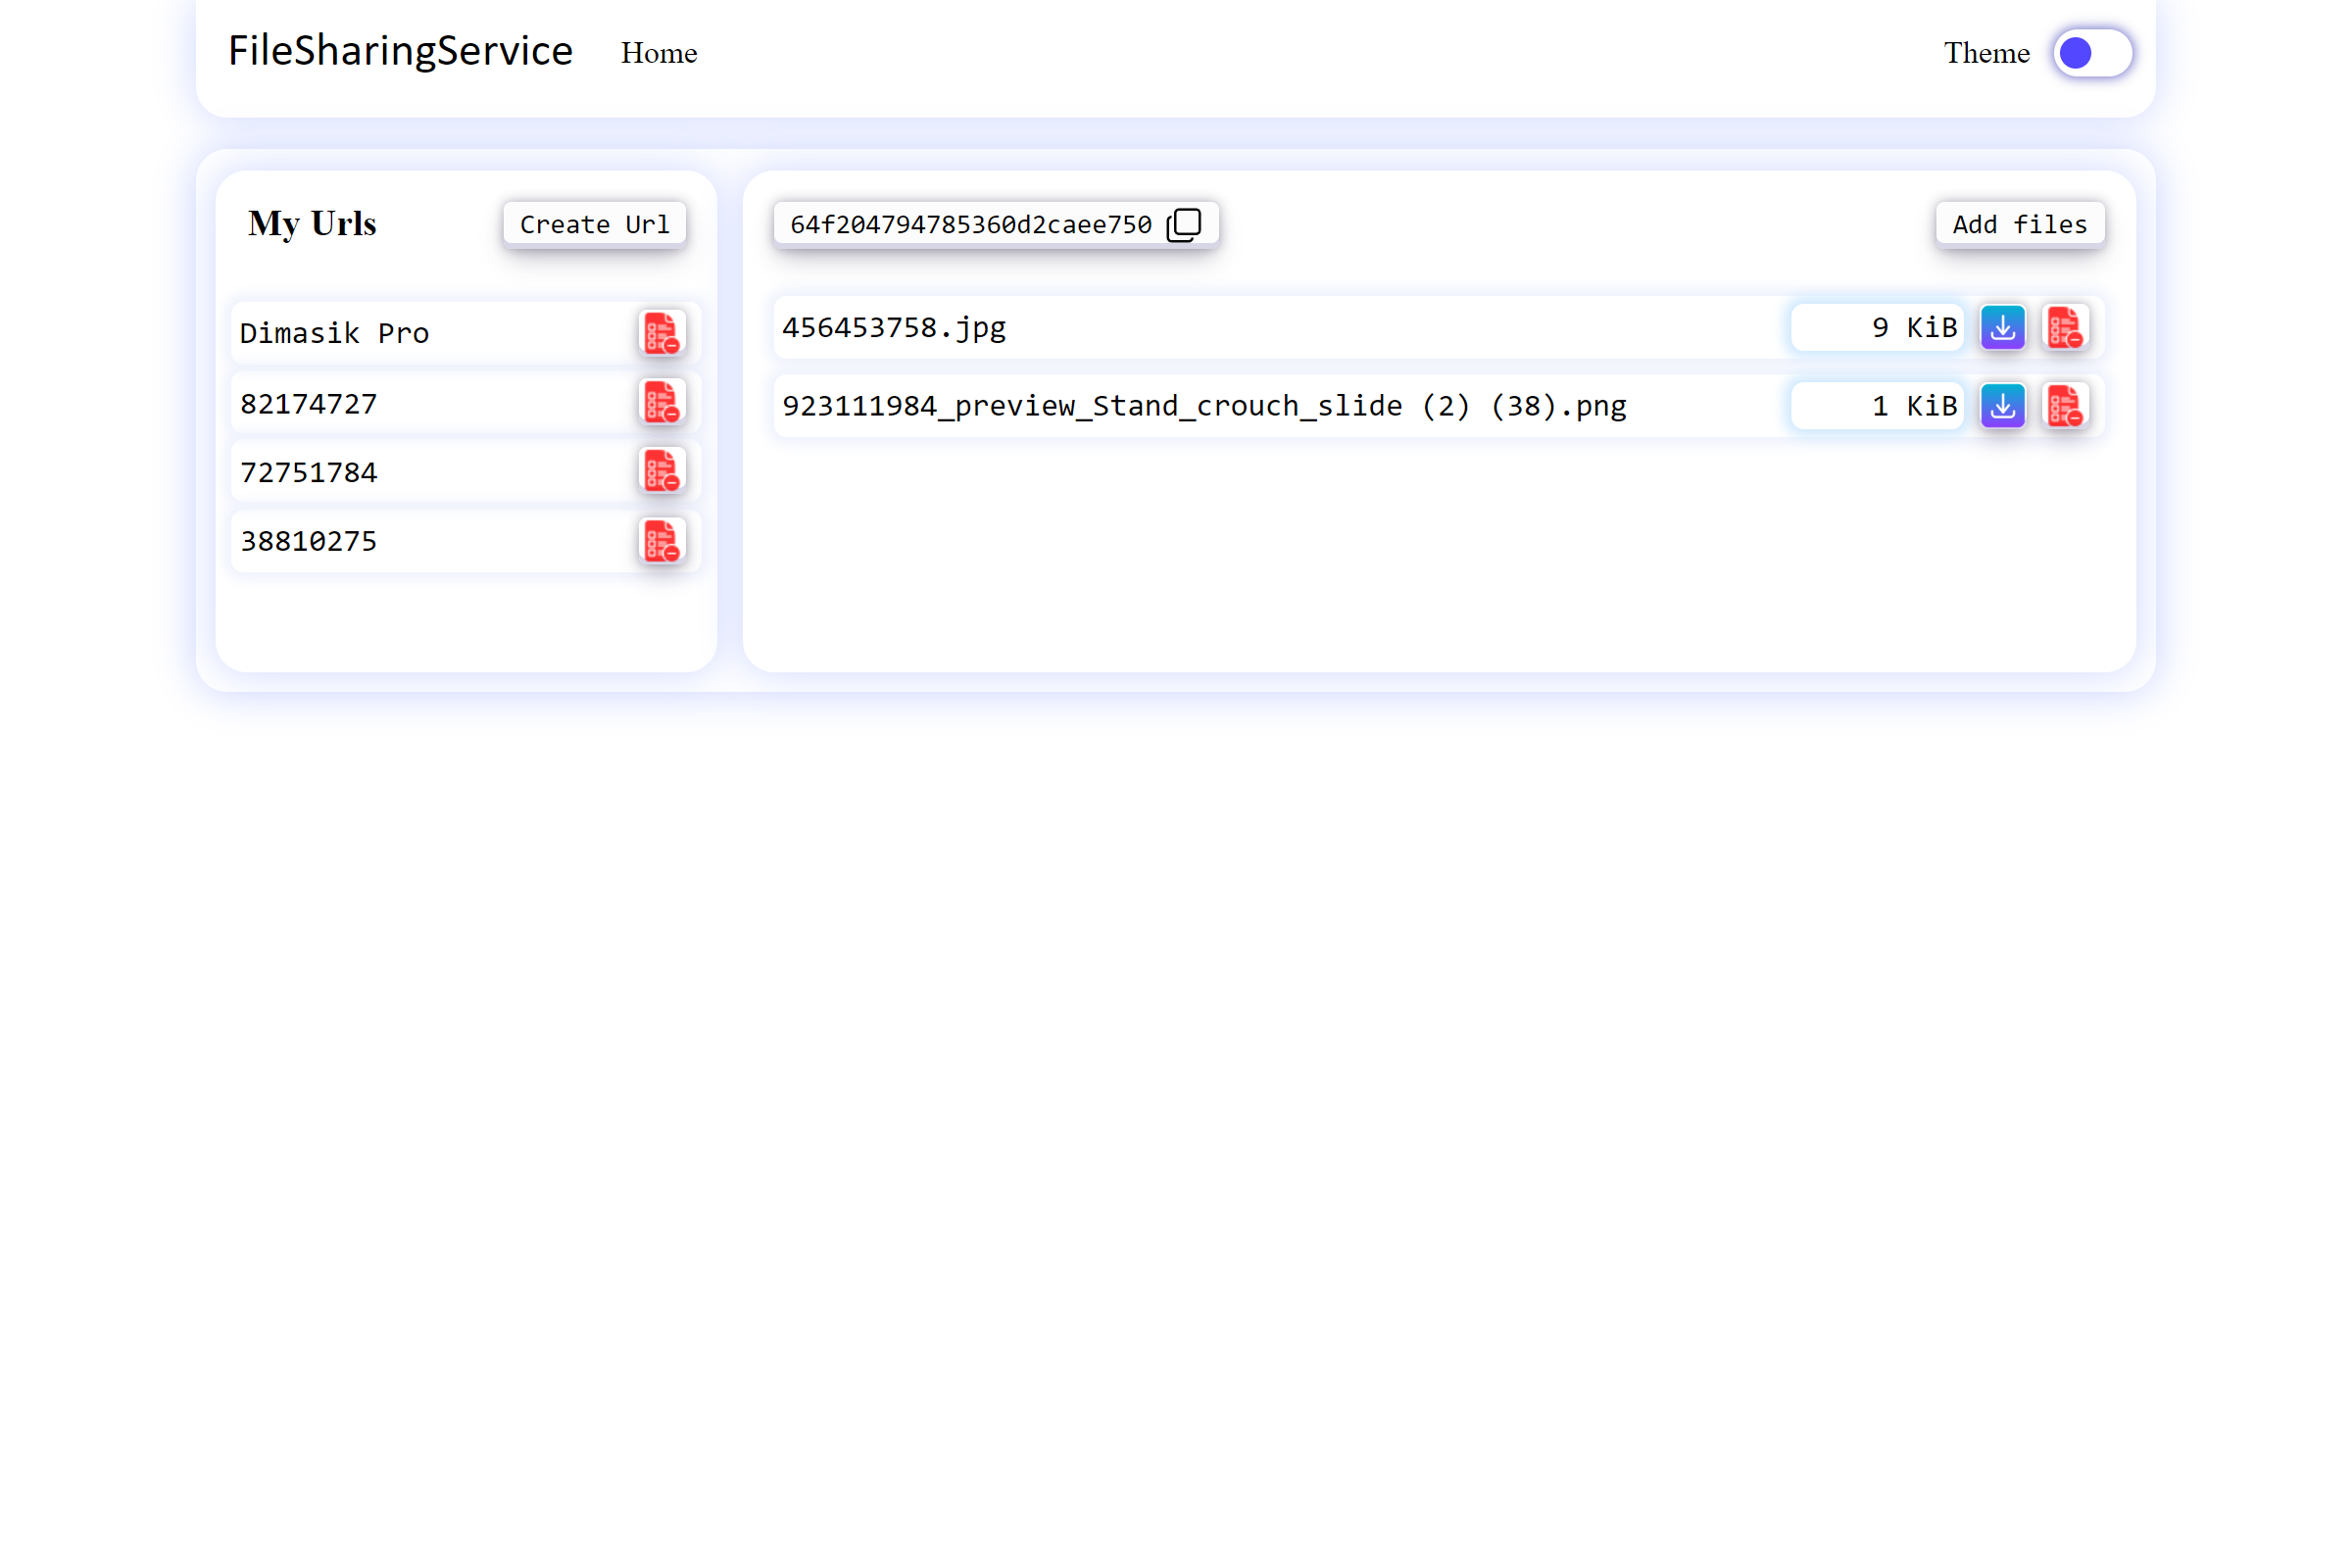 FileSharingService Home Theme
My Urls Create Url
Dimasik Pro
82174727
72751784
38810275
64f204794785360d2caee750 Add files
456453758.jpg 9 KiB
923111984_preview_Stand_crouch_slide (2) (38).png 1 KiB